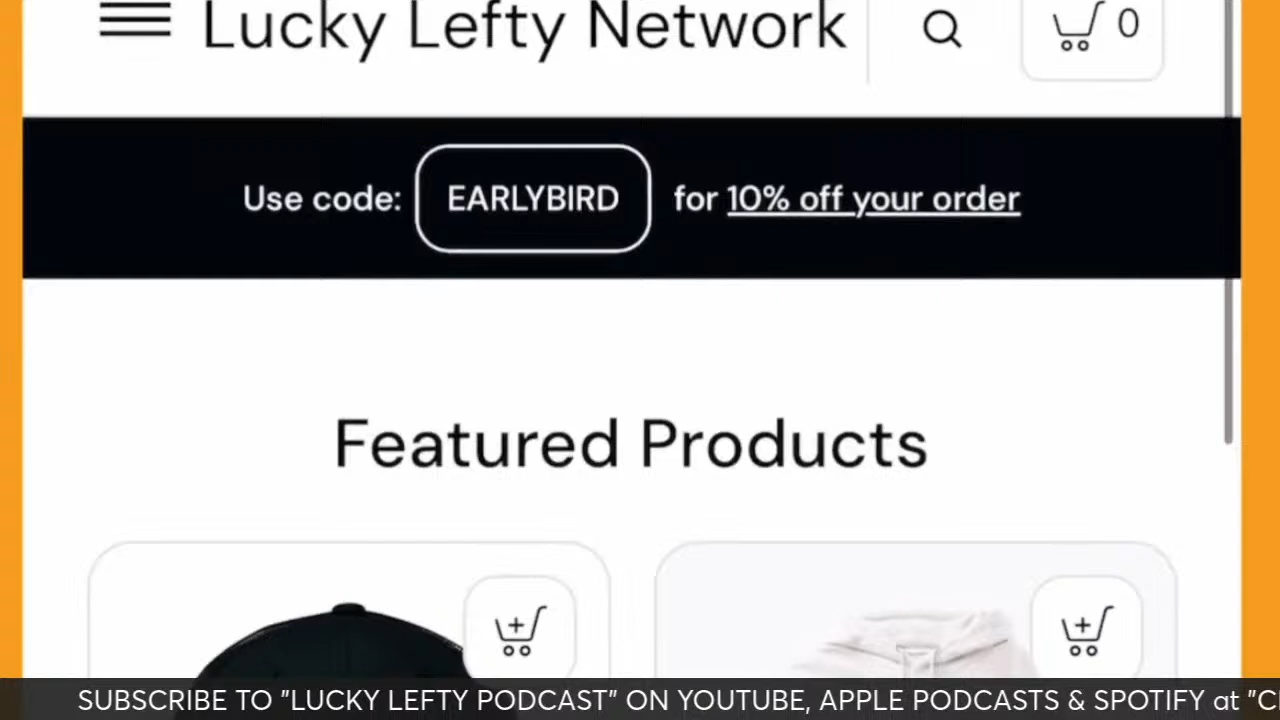 Lucky Lefty Network
0
Use code: EARLYBIRD for 10% off your order
Featured Products
SUBSCRIBE TO "LUCKY LEFTY PODCAST" ON YOUTUBE, APPLE PODCASTS & SPOTIFY at "C